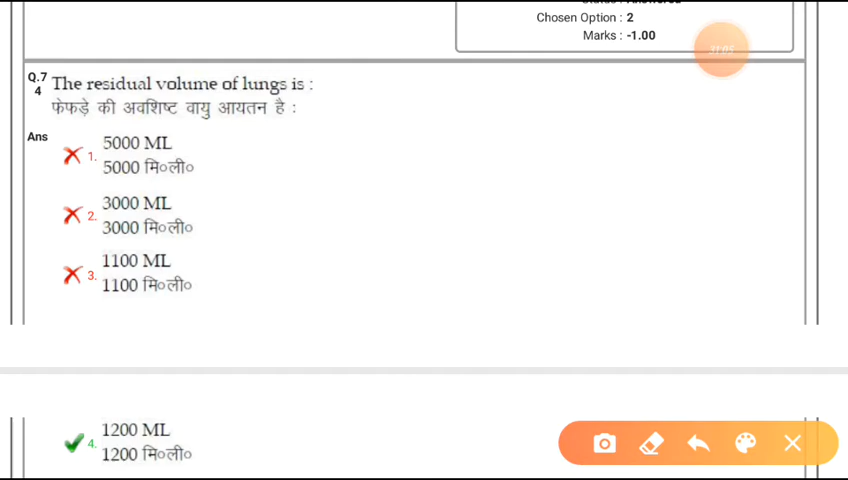 Chosen Option : 2
Marks : -1.00
31:05
Q.7
4
The residual volume of lungs is :
फेफड़े की अवशिष्ट वायु आयतन है :
Ans
1.
5000 ML
5000 मि०ली०
2.
3000 ML
3000 मि०ली०
3.
1100 ML
1100 मि०ली०
4.
1200 ML
1200 मि०ली०